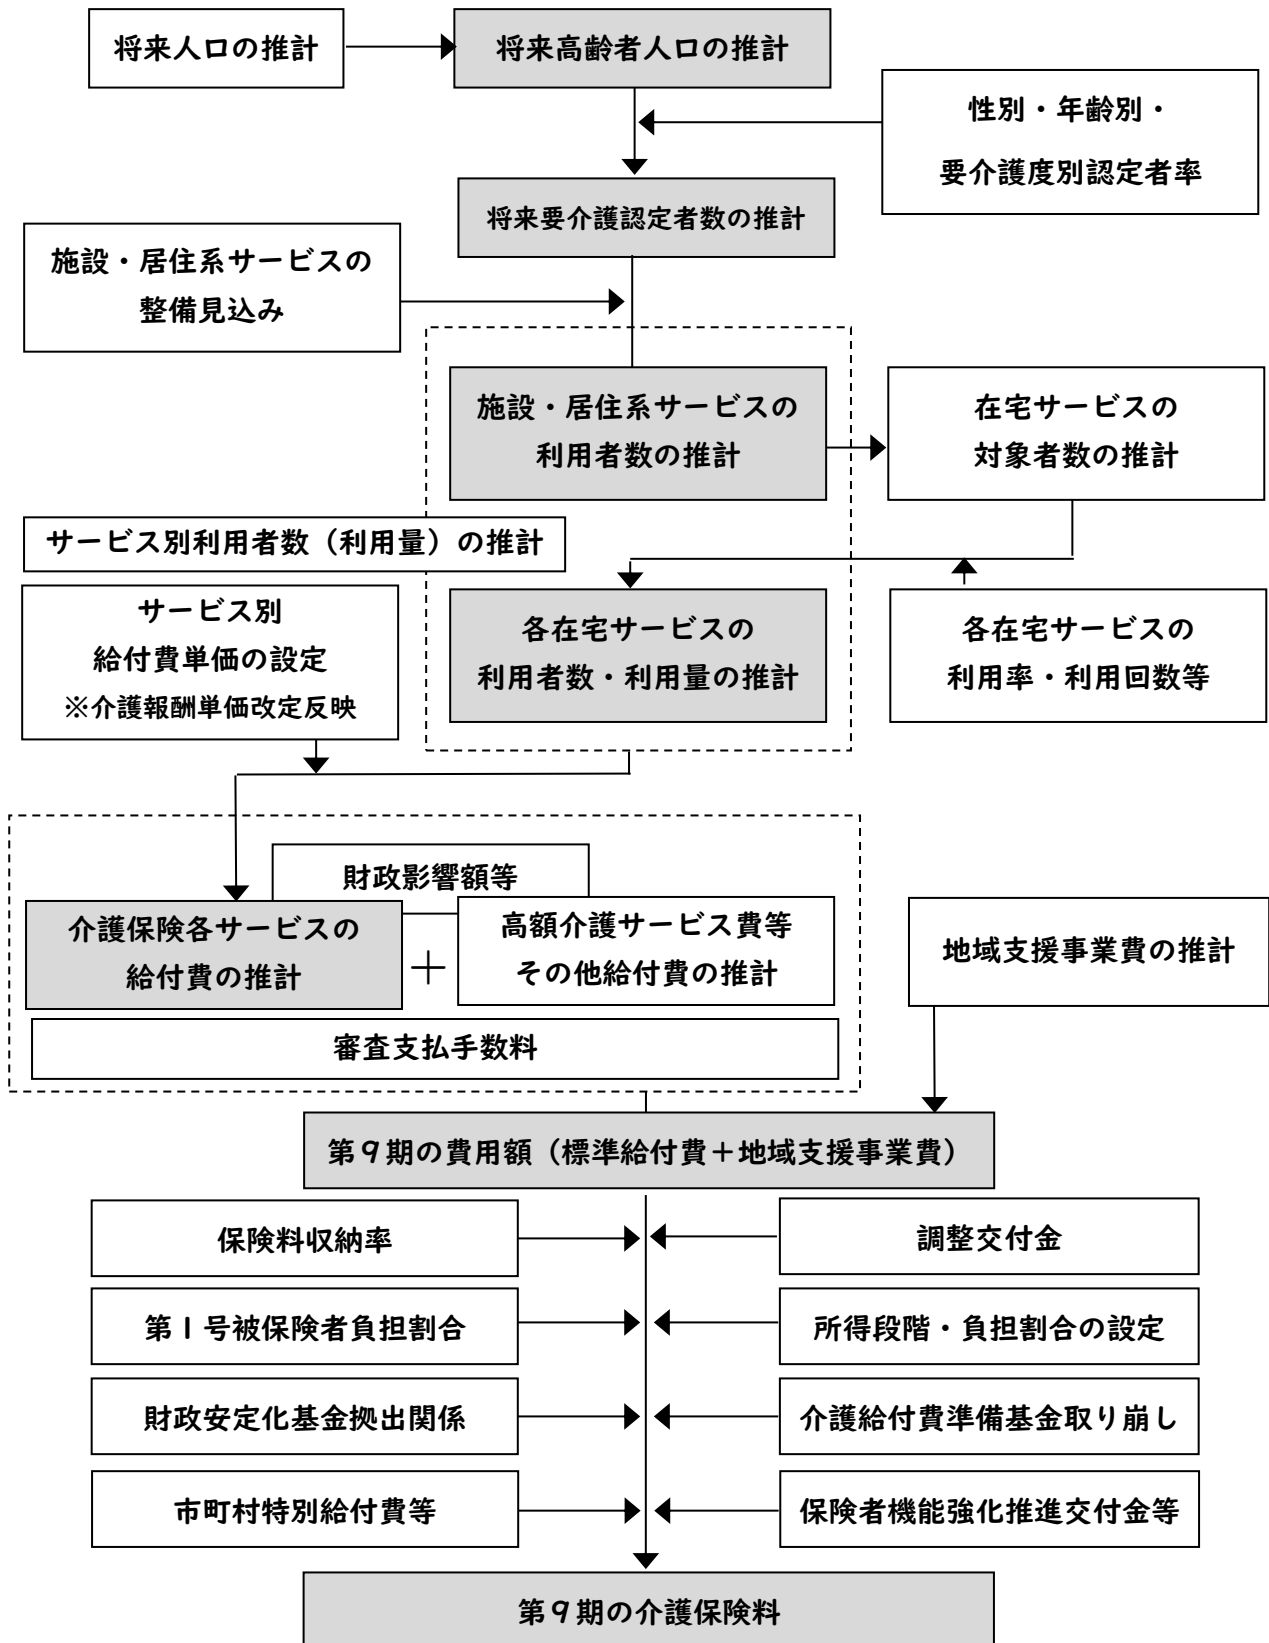 将来人口の推計
将来高齢者人口の推計
性別・年齢別・
要介護度別認定者率
将来要介護認定者数の推計
施設・居住系サービスの
整備見込み
施設・居住系サービスの
利用者数の推計
在宅サービスの
対象者数の推計
サービス別利用者数（利用量）の推計
サービス別
給付費単価の設定
※介護報酬単価改定反映
各在宅サービスの
利用者数・利用量の推計
各在宅サービスの
利用率・利用回数等
財政影響額等
介護保険各サービスの
給付費の推計
＋
高額介護サービス費等
その他給付費の推計
地域支援事業費の推計
審査支払手数料
第９期の費用額（標準給付費＋地域支援事業費）
保険料収納率
調整交付金
第１号被保険者負担割合
所得段階・負担割合の設定
財政安定化基金拠出関係
介護給付費準備基金取り崩し
市町村特別給付費等
保険者機能強化推進交付金等
第９期の介護保険料